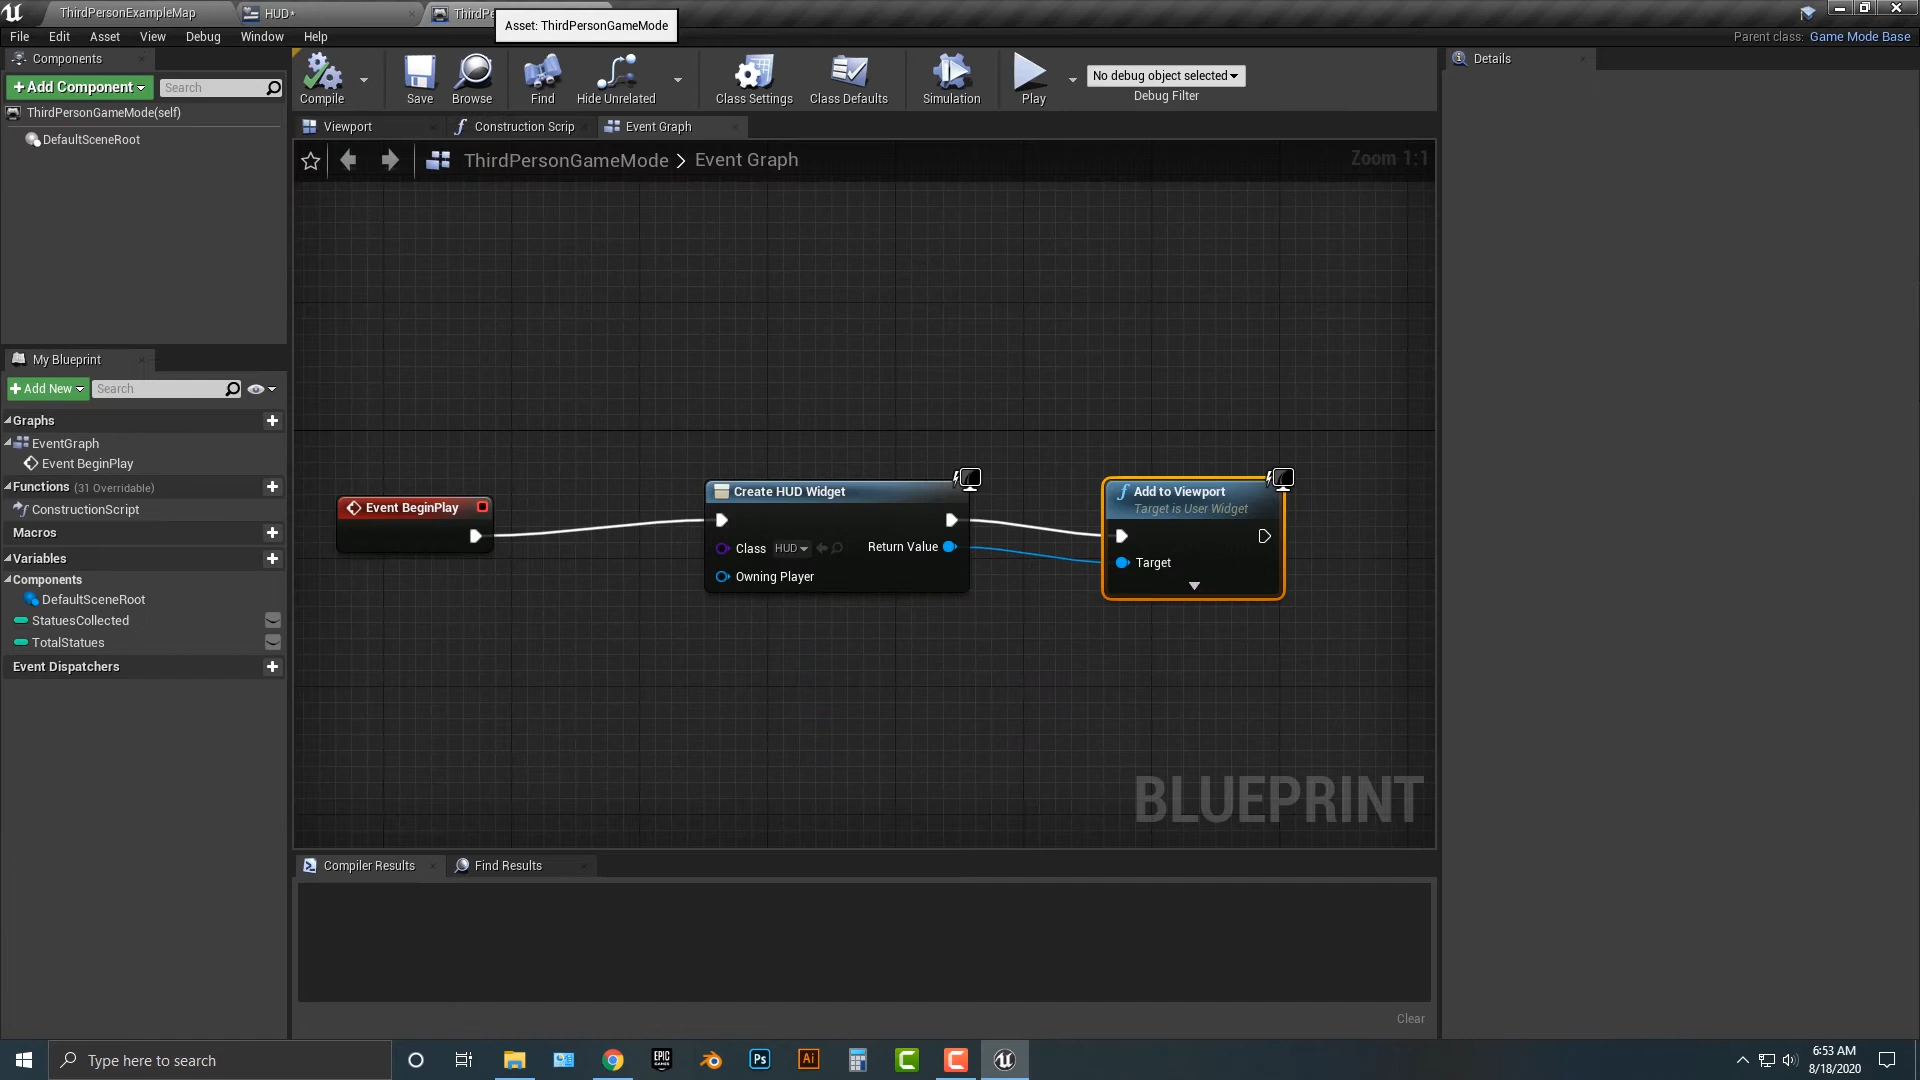 ThirdPersonExampleMap
HUD*
Asset: ThirdPersonGameMode
File Edit Asset View Debug Window Help
Parent class: Game Mode Base
Components
+Add Component
Search
ThirdPersonGameMode(self)
DefaultSceneRoot
Compile
Save
Browse
Find
Hide Unrelated
Class Settings
Class Defaults
Simulation
Play
No debug object selected
Debug Filter
Details
Viewport
Construction Scrip
Event Graph
ThirdPersonGameMode > Event Graph
Zoom 1:1
My Blueprint
+Add New
Search
Graphs
EventGraph
Event BeginPlay
Functions (31 Overridable)
ConstructionScript
Macros
Variables
Components
DefaultSceneRoot
StatuesCollected
TotalStatues
Event Dispatchers
Event BeginPlay
Create HUD Widget
Class HUD
Return Value
Owning Player
Add to Viewport
Target is User Widget
Target
BLUEPRINT
Compiler Results
Find Results
Clear
Type here to search
EPIC GAMES
Ps
Ai
6:53 AM
8/18/2020